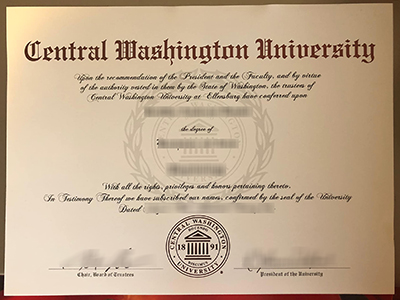 Central Washington University
Upon the recommendation of the President and the Faculty, and by virtue
of the authority vested in them by the State of Washington, the trustees of
Central Washington University at Ellensburg have conferred upon
the degree of
With all the rights, privileges and honors pertaining thereto.
In Testimony Thereof we have subscribed our names, confirmed by the seal of the University
Dated
CENTRAL WASHINGTON
18 91
UNIVERSITY
Chair, Board of Trustees
President of the University